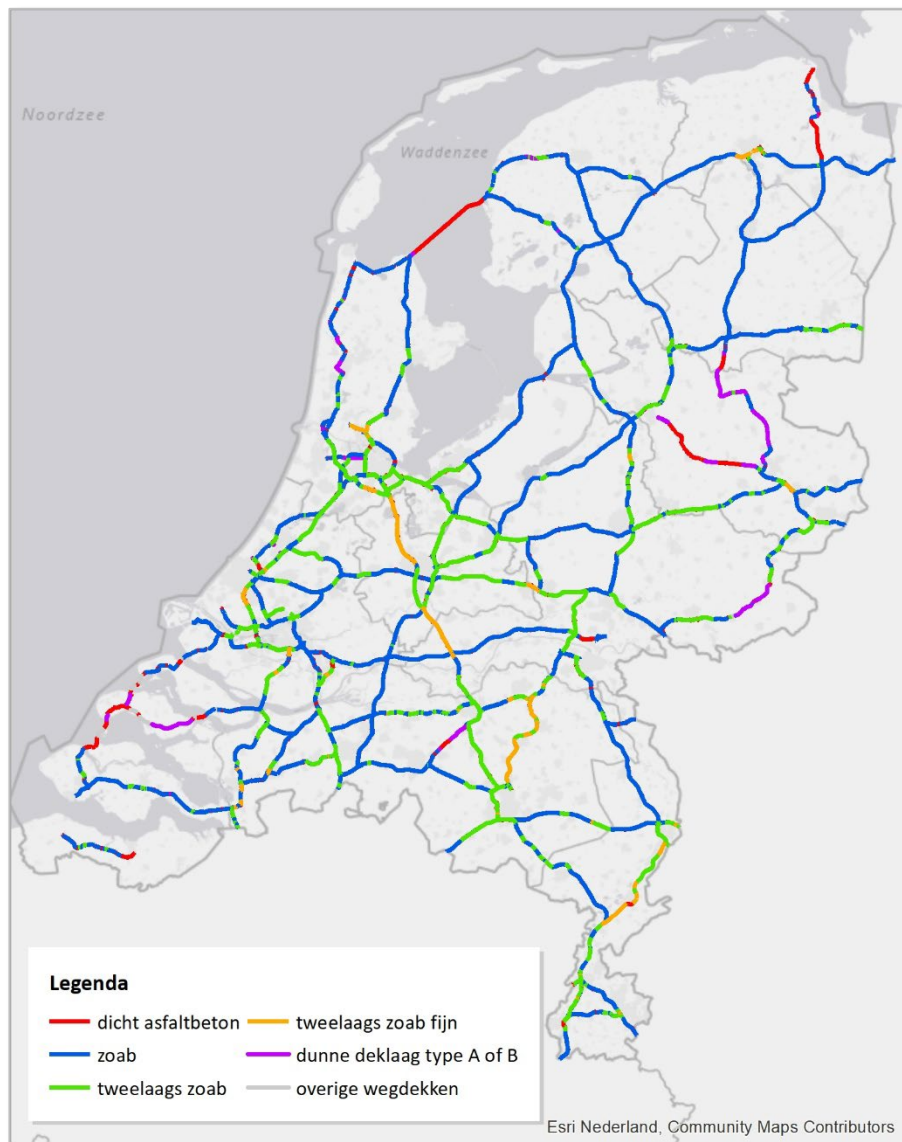 Noordzee
Waddenzee
Legenda
dicht asfaltbeton
tweelaags zoab fijn
zoab
dunne deklaag type A of B
tweelaags zoab
overige wegdekken
Esri Nederland, Community Maps Contributors